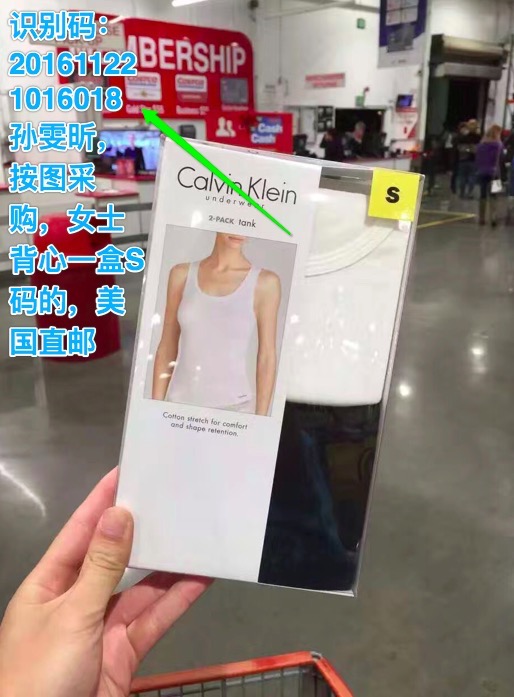 识别码：
20161122
1016018
孙雯昕，
按图采
购，女士
背心一盒S
码的，美
国直邮
MBERSHIP
Cash
Cash
Calvin Klein
underwear
2-PACK tank
S
Cotton stretch for comfort
and shape retention.